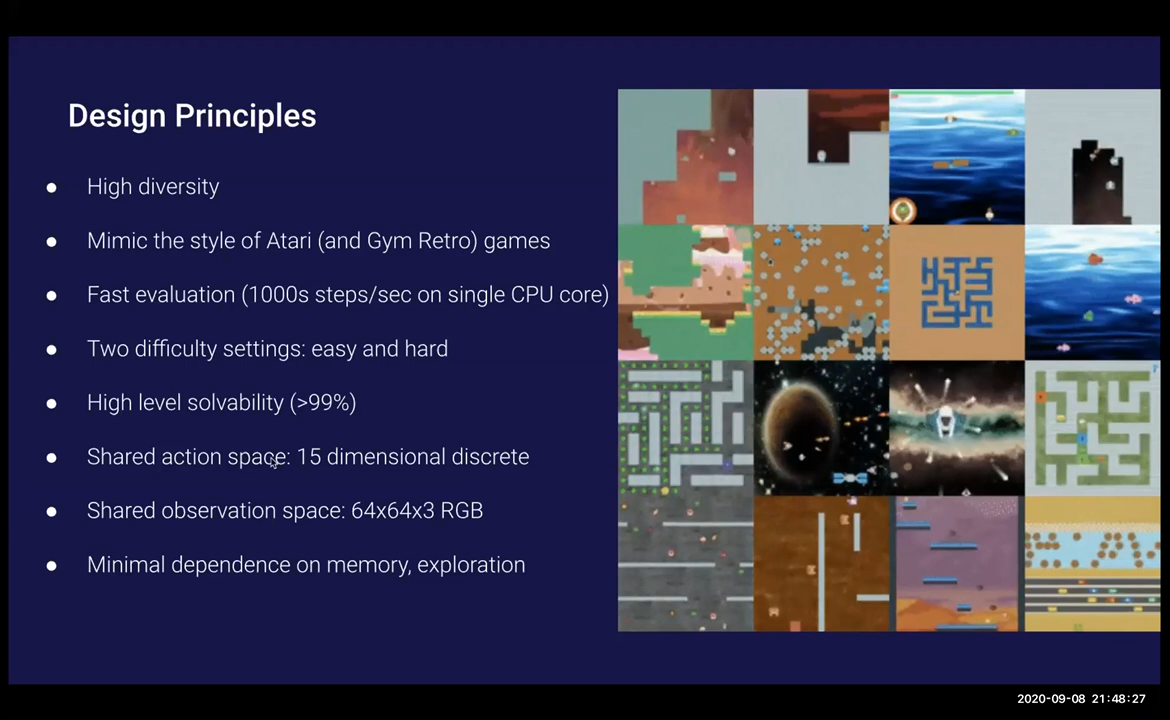 Design Principles
● High diversity
● Mimic the style of Atari (and Gym Retro) games
● Fast evaluation (1000s steps/sec on single CPU core)
● Two difficulty settings: easy and hard
● High level solvability (>99%)
● Shared action space: 15 dimensional discrete
● Shared observation space: 64x64x3 RGB
● Minimal dependence on memory, exploration
2020-09-08 21:48:27